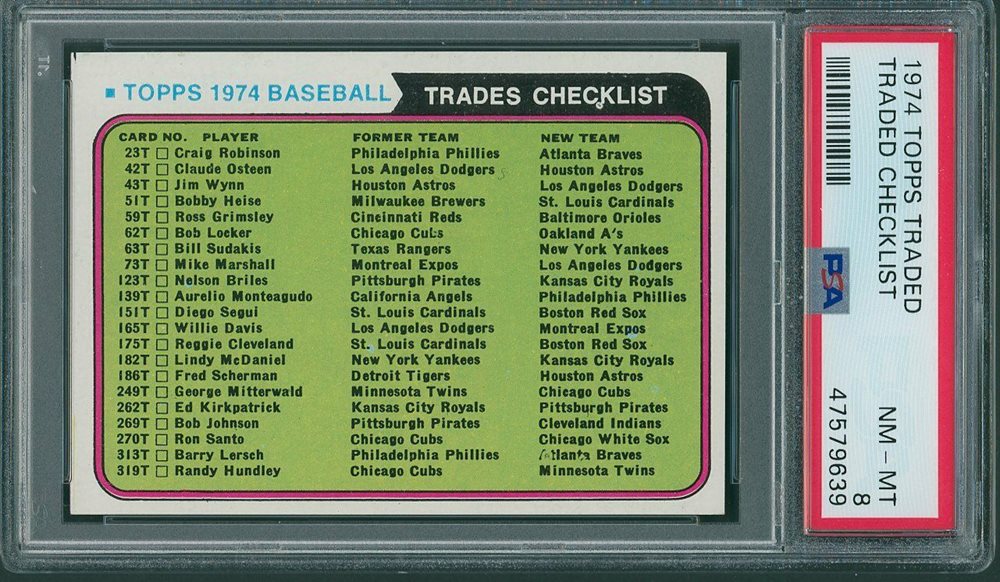 TOPPS 1974 BASEBALL TRADES CHECKLIST
CARD NO. PLAYER FORMER TEAM NEW TEAM
23T Craig Robinson Philadelphia Phillies Atlanta Braves
42T Claude Osteen Los Angeles Dodgers Houston Astros
43T Jim Wynn Houston Astros Los Angeles Dodgers
51T Bobby Heise Milwaukee Brewers St. Louis Cardinals
59T Ross Grimsley Cincinnati Reds Baltimore Orioles
62T Bob Locker Chicago Cubs Oakland A's
63T Bill Sudakis Texas Rangers New York Yankees
73T Mike Marshall Montreal Expos Los Angeles Dodgers
123T Nelson Briles Pittsburgh Pirates Kansas City Royals
139T Aurelio Monteagudo California Angels Philadelphia Phillies
151T Diego Segui St. Louis Cardinals Boston Red Sox
165T Willie Davis Los Angeles Dodgers Montreal Expos
175T Reggie Cleveland St. Louis Cardinals Boston Red Sox
182T Lindy McDaniel New York Yankees Kansas City Royals
186T Fred Scherman Detroit Tigers Houston Astros
249T George Mitterwald Minnesota Twins Chicago Cubs
262T Ed Kirkpatrick Kansas City Royals Pittsburgh Pirates
269T Bob Johnson Pittsburgh Pirates Cleveland Indians
270T Ron Santo Chicago Cubs Chicago White Sox
313T Barry Lersch Philadelphia Phillies Atlanta Braves
319T Randy Hundley Chicago Cubs Minnesota Twins
1974 TOPPS TRADED
TRADED CHECKLIST
PSA
NM - MT
8
47579639